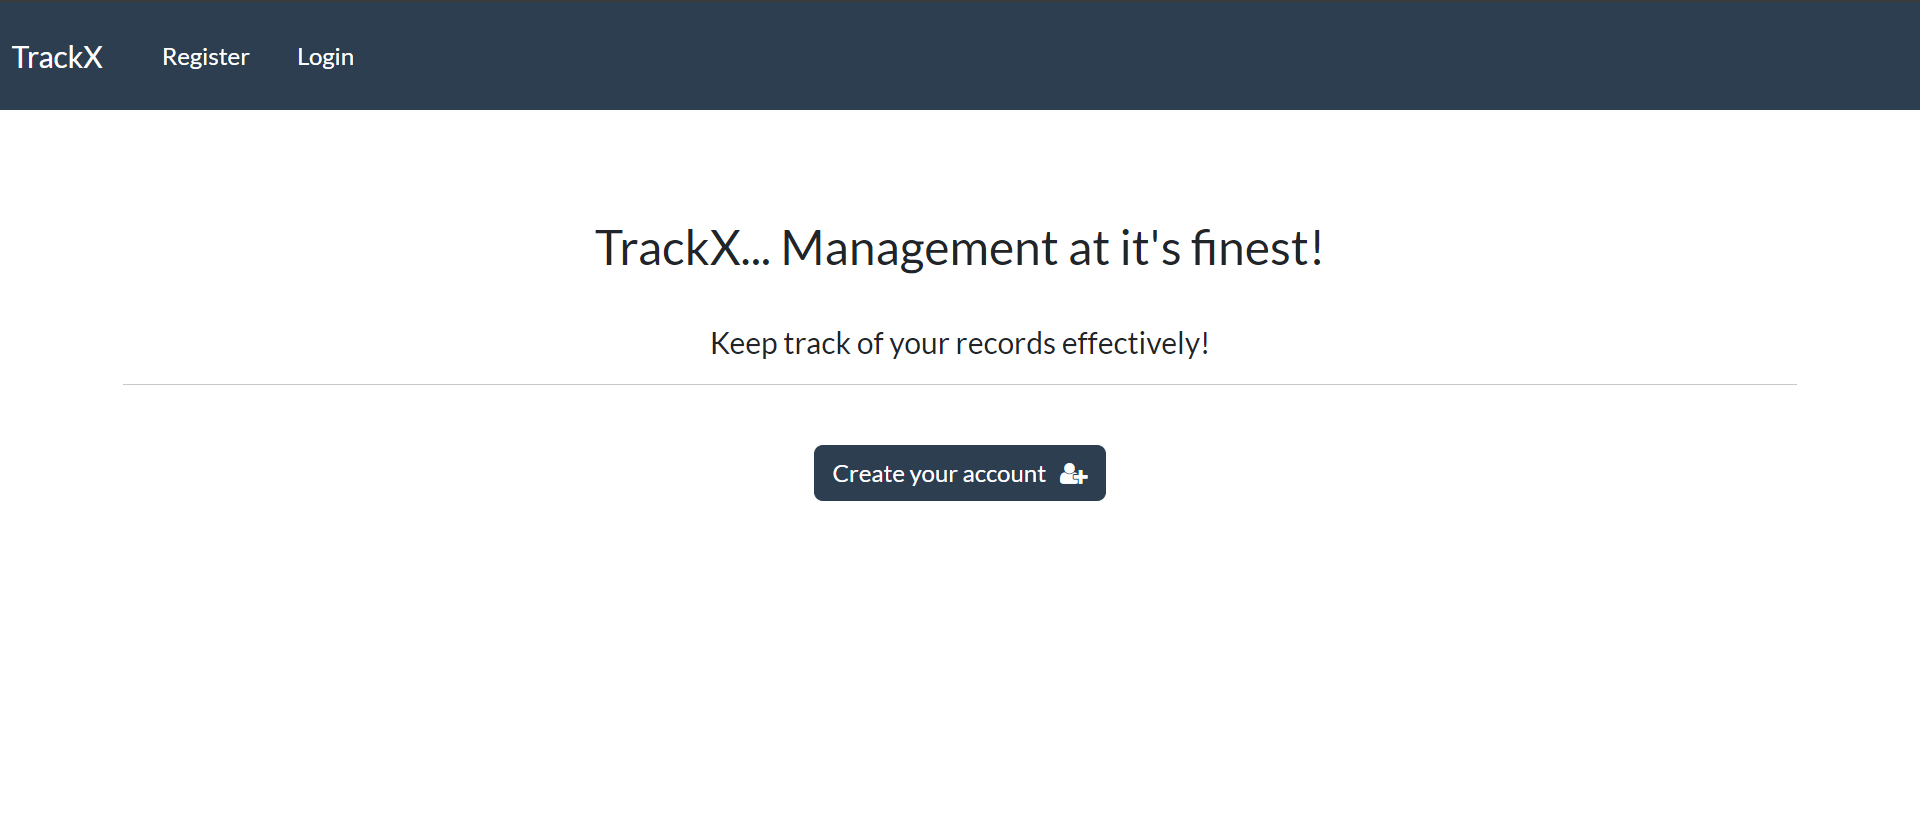 TrackX Register Login
TrackX... Management at it's finest!
Keep track of your records effectively!
Create your account